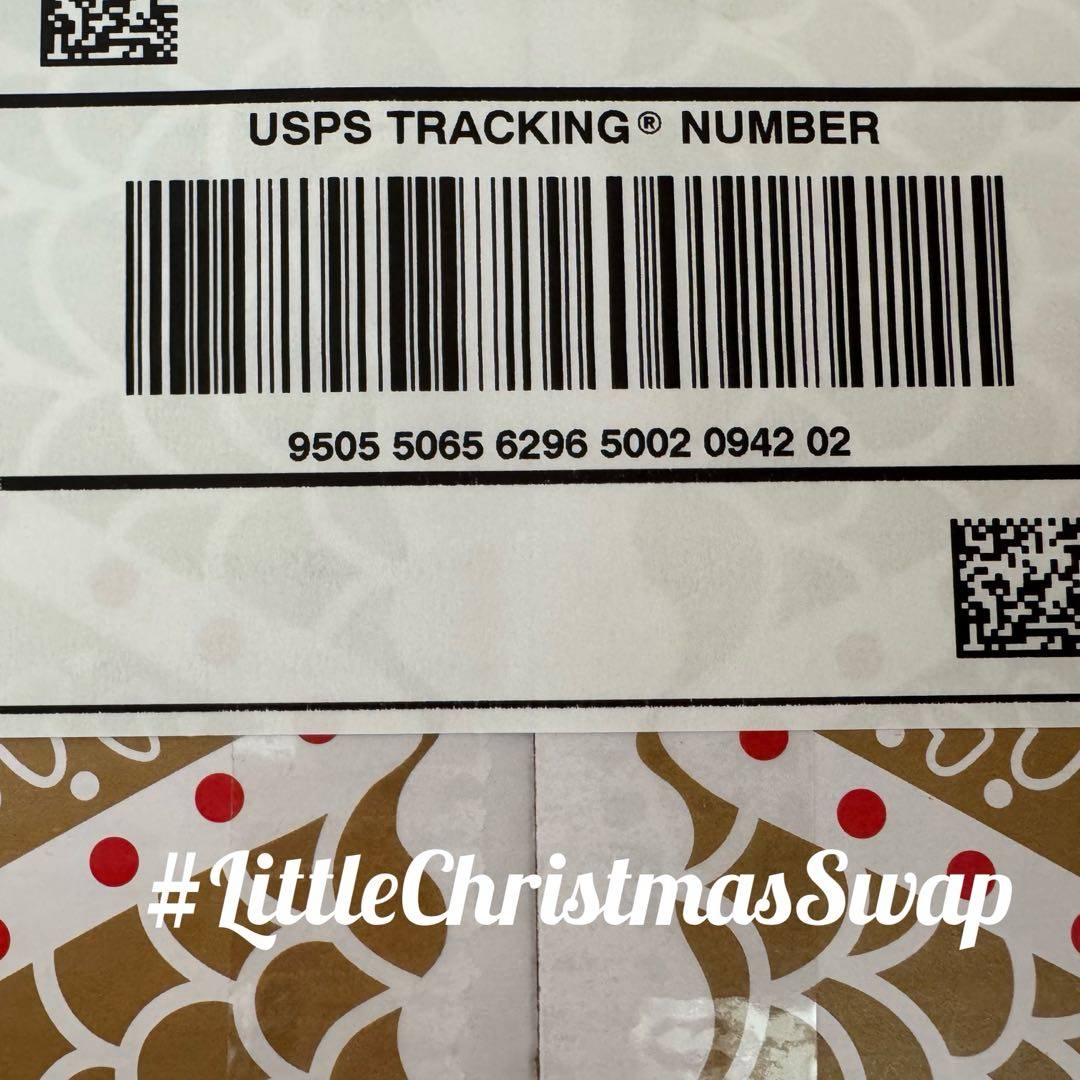 USPS TRACKING® NUMBER
9505 5065 6296 5002 0942 02
#LittleChristmasSwap